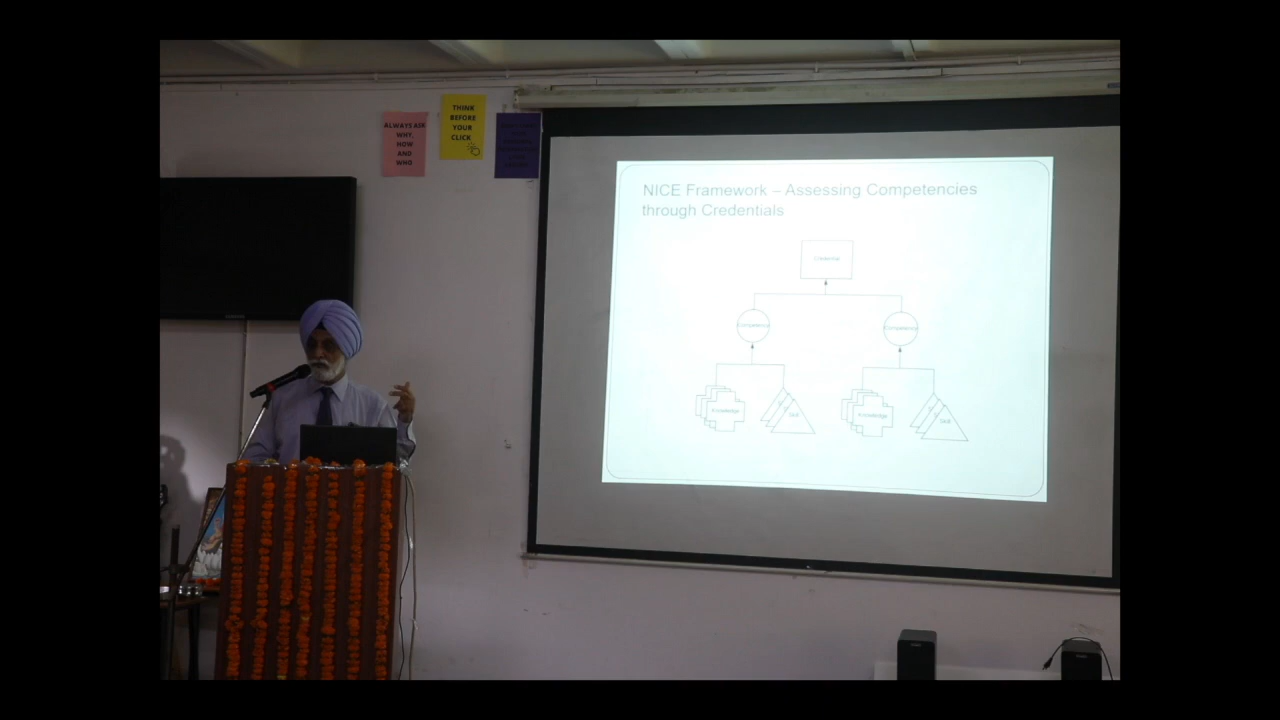 ALWAYS ASK
WHY,
HOW
AND
WHO
THINK
BEFORE
YOUR
CLICK
NICE Framework – Assessing Competencies
through Credentials
Credential
Competency
Competency
Knowledge
Skill
Knowledge
Skill